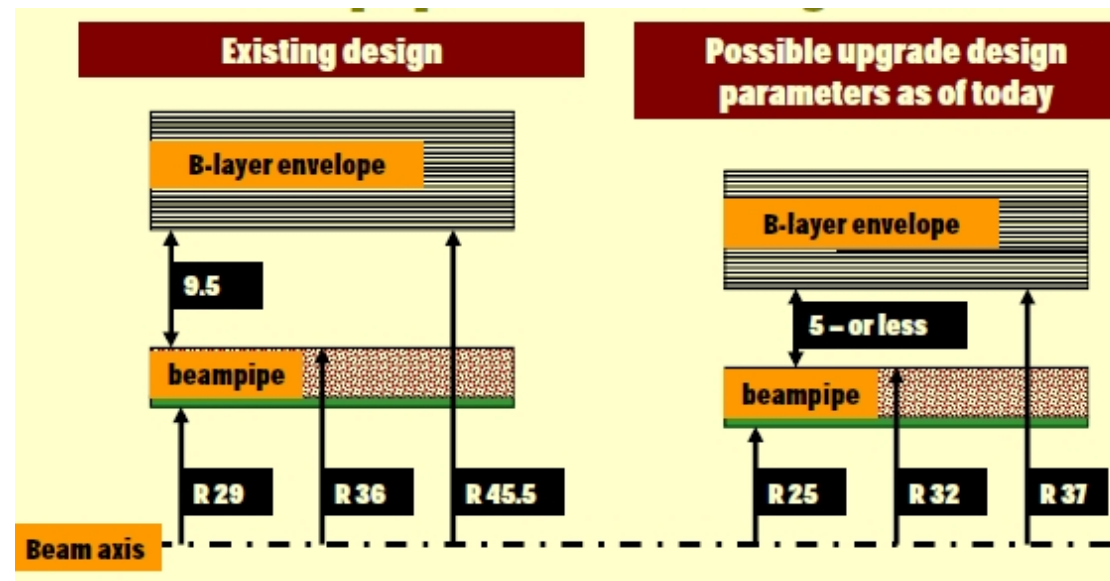 Existing design
Possible upgrade design
parameters as of today
B-layer envelope
B-layer envelope
9.5
5 – or less
beampipe
beampipe
R 29
R 36
R 45.5
R 25
R 32
R 37
Beam axis